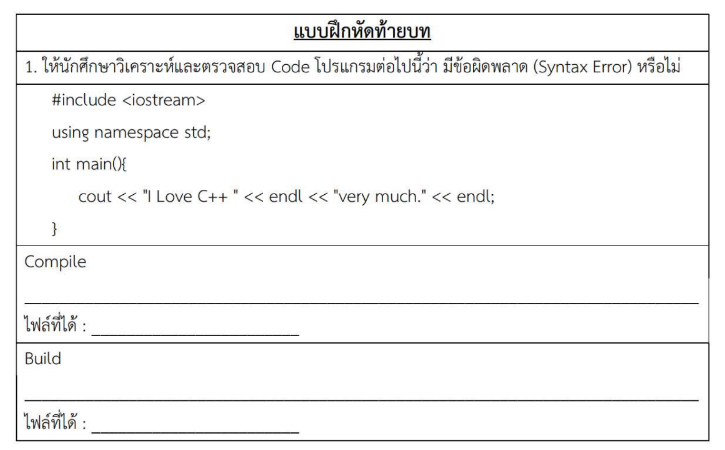 แบบฝึกหัดท้ายบท
1. ให้นักศึกษาวิเคราะห์และตรวจสอบ Code โปรแกรมต่อไปนี้ว่า มีข้อผิดพลาด (Syntax Error) หรือไม่
#include <iostream>
using namespace std;
int main(){
cout << "I Love C++ " << endl << "very much." << endl;
}
Compile
ไฟล์ที่ได้ :
Build
ไฟล์ที่ได้ :